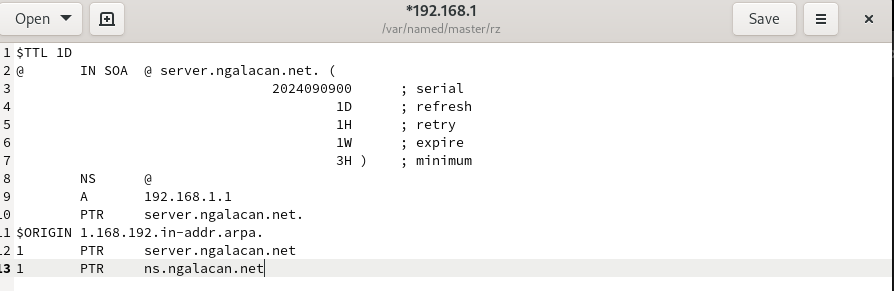 Open
*192.168.1
/var/named/master/rz
Save
1 $TTL 1D
2 @       IN SOA  @ server.ngalacan.net. (
3                                 2024090900      ; serial
4                                         1D      ; refresh
5                                         1H      ; retry
6                                         1W      ; expire
7                                         3H )    ; minimum
8         NS      @
9         A       192.168.1.1
10         PTR     server.ngalacan.net.
11 $ORIGIN 1.168.192.in-addr.arpa.
12 1       PTR     server.ngalacan.net
13 1       PTR     ns.ngalacan.net